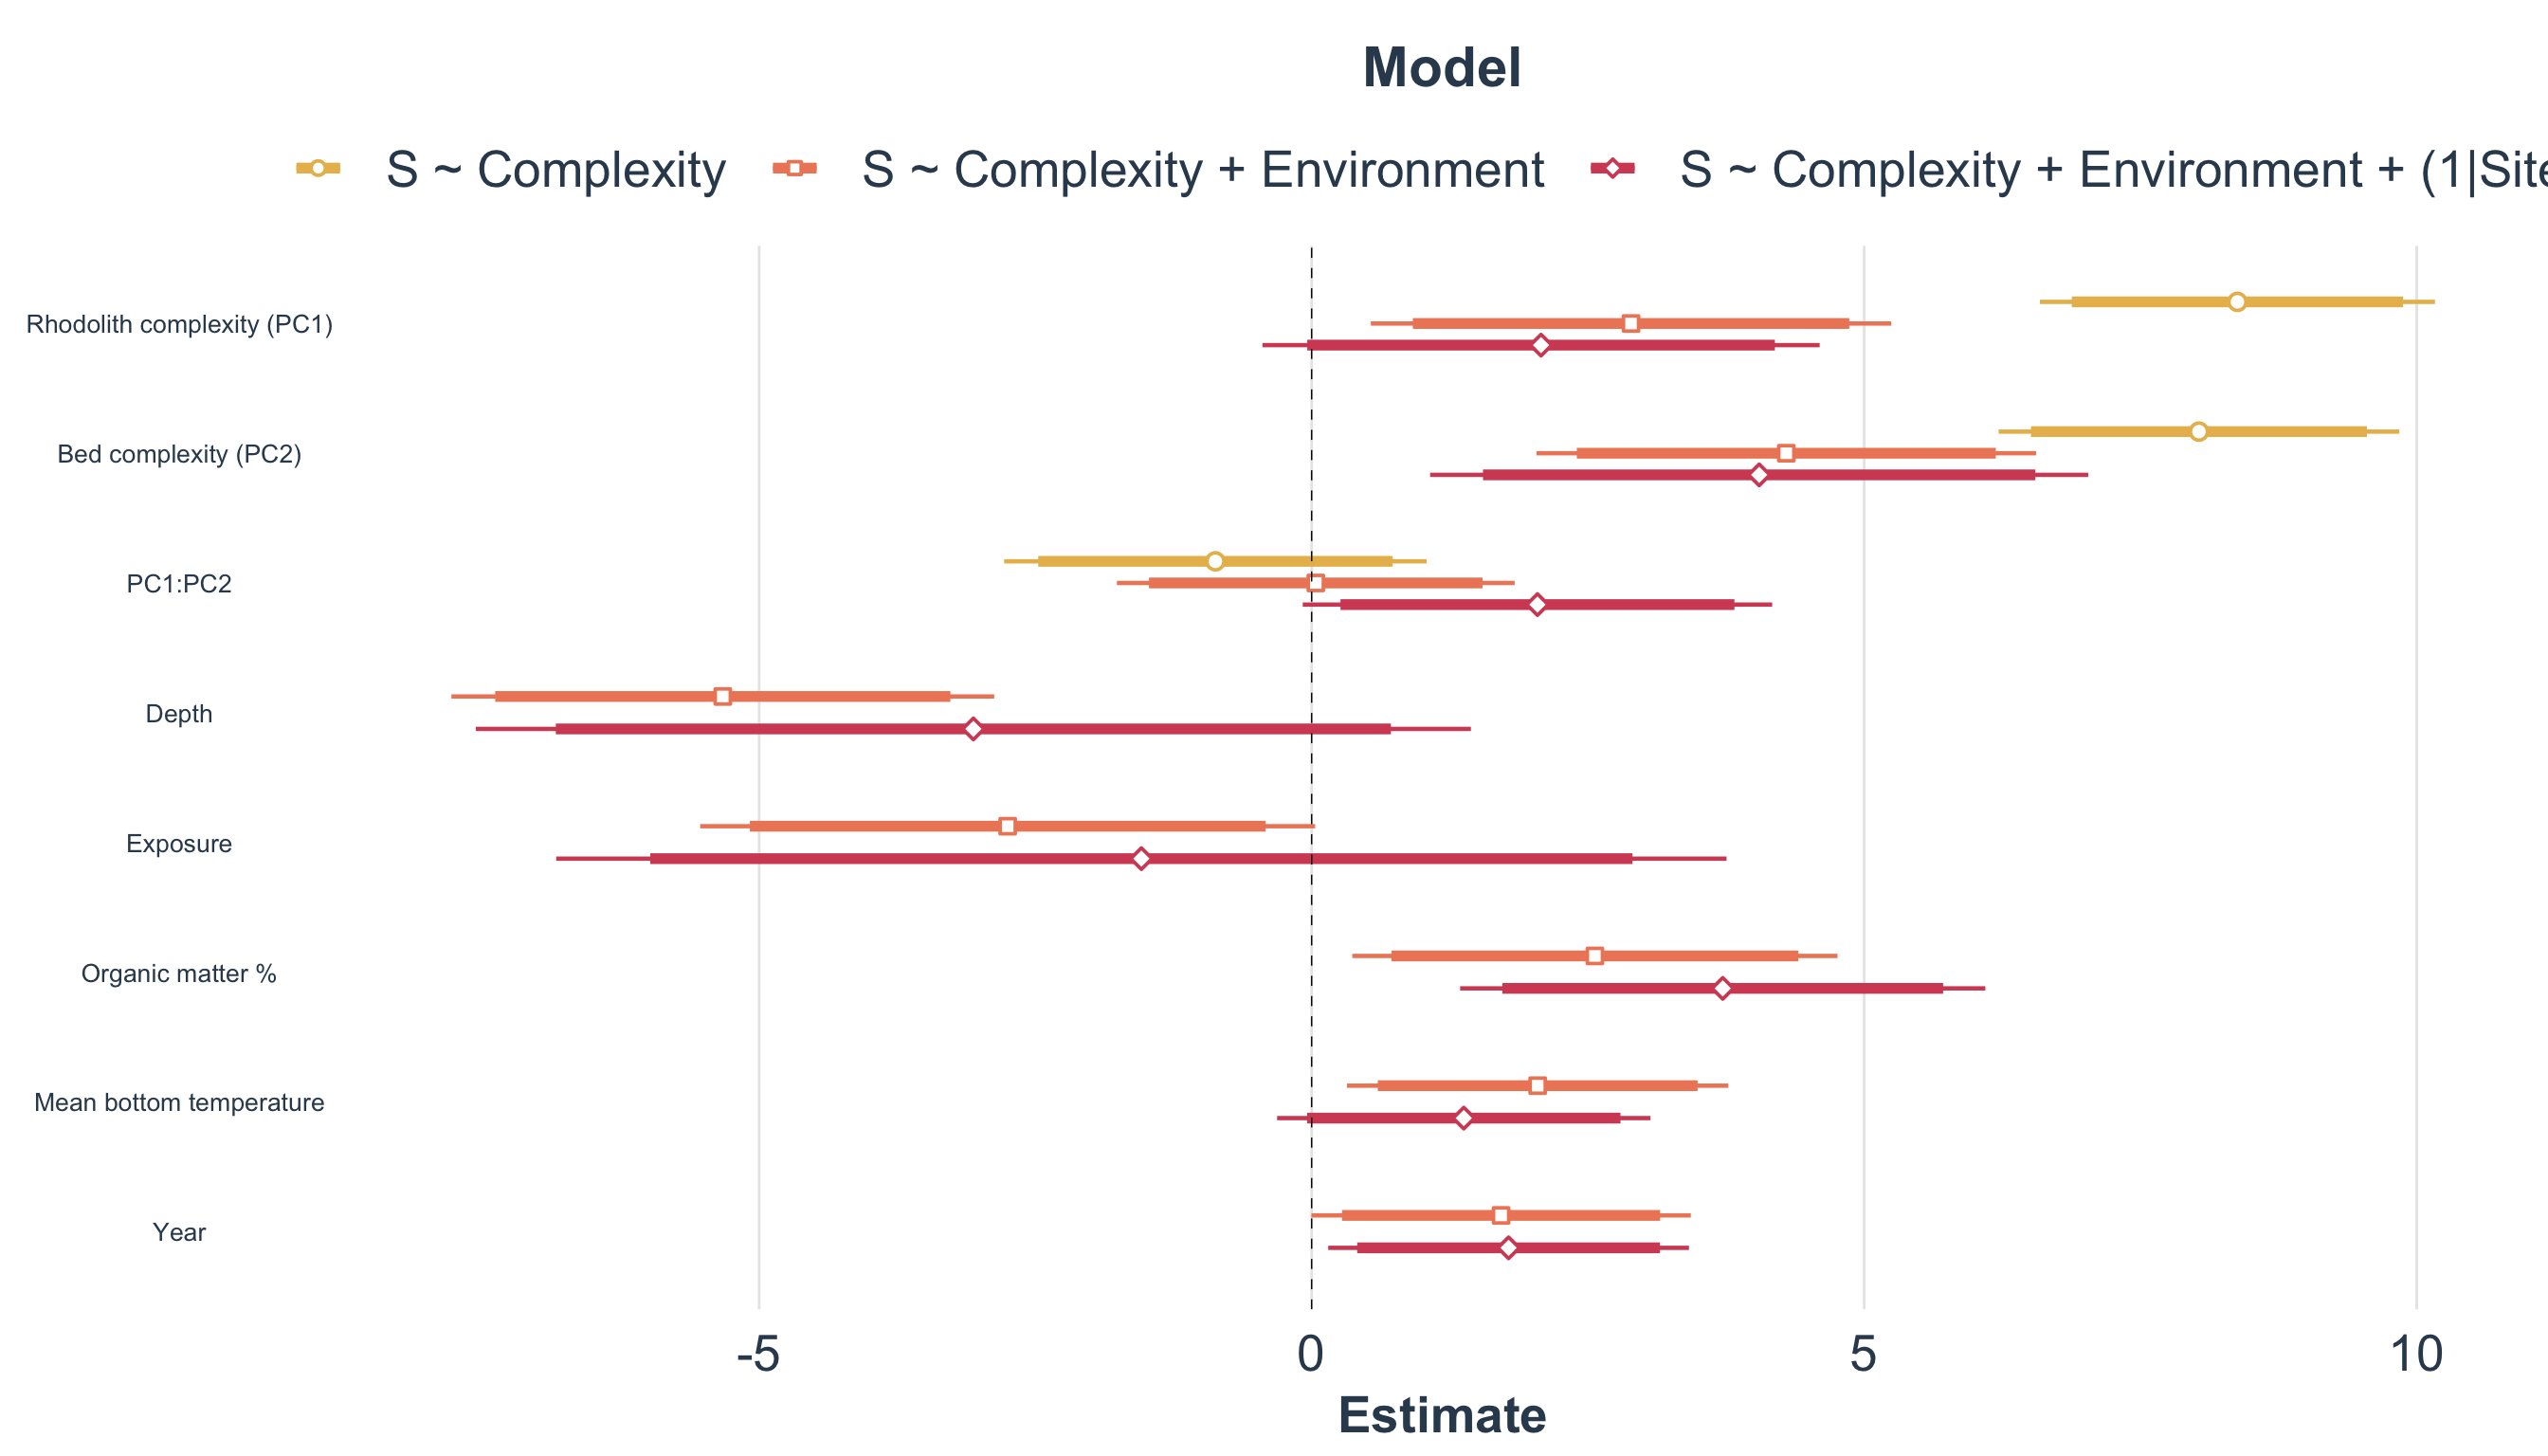 Model
S ~ Complexity S ~ Complexity + Environment S ~ Complexity + Environment + (1|Site
Rhodolith complexity (PC1)
Bed complexity (PC2)
PC1:PC2
Depth
Exposure
Organic matter %
Mean bottom temperature
Year
-5 0 5 10
Estimate